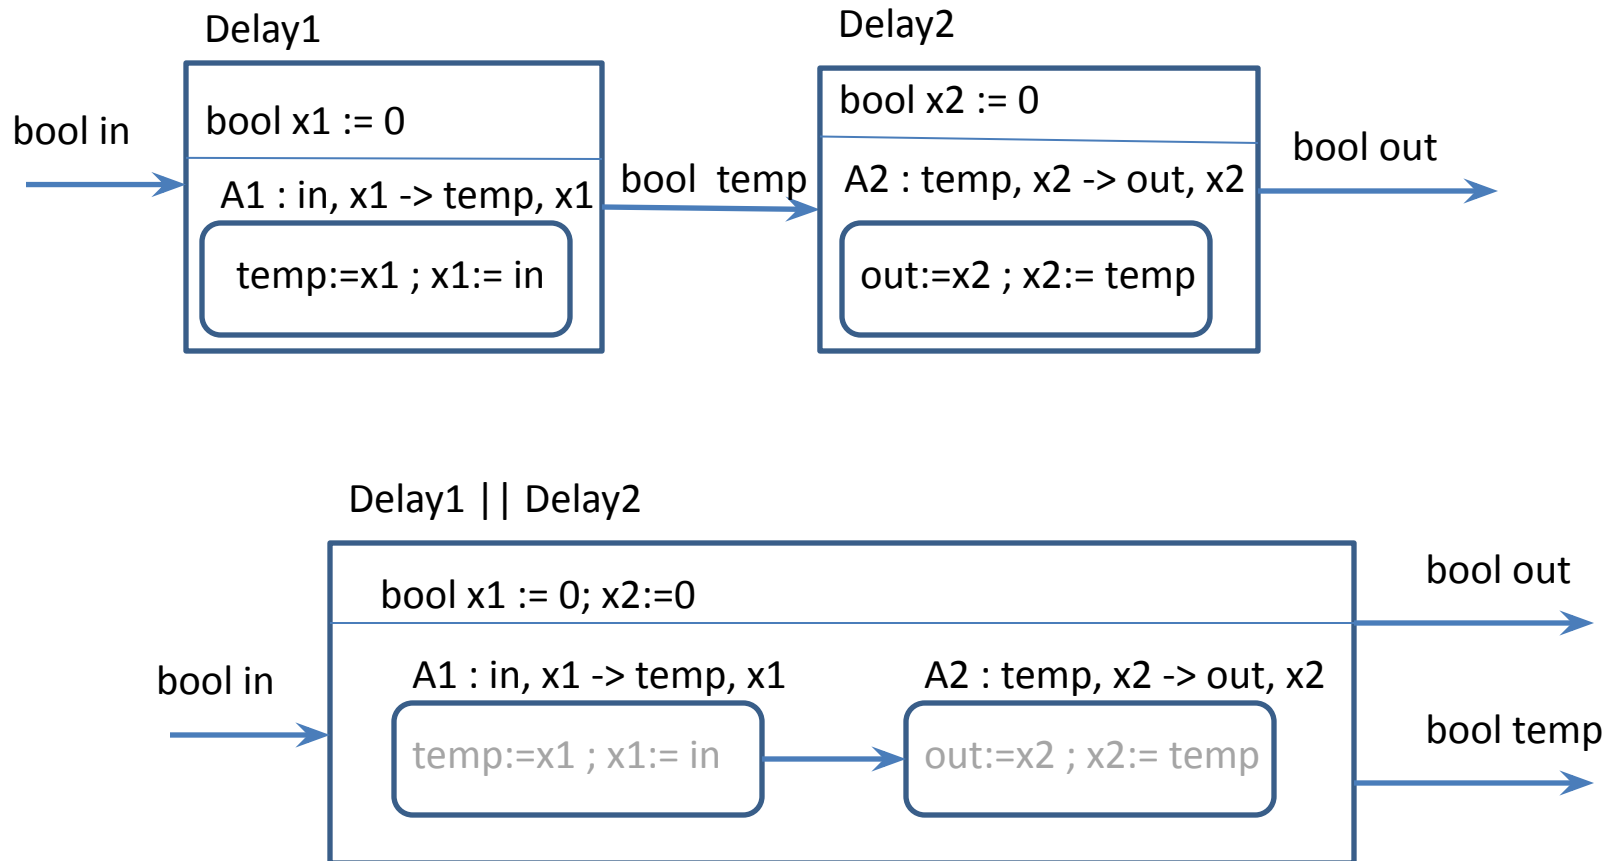 Delay1
Delay2
bool in
bool x1 := 0
bool x2 := 0
bool out
A1 : in, x1 -> temp, x1
bool temp
A2 : temp, x2 -> out, x2
temp:=x1 ; x1:= in
out:=x2 ; x2:= temp
Delay1 || Delay2
bool x1 := 0; x2:=0
bool out
bool in
A1 : in, x1 -> temp, x1
A2 : temp, x2 -> out, x2
bool temp
temp:=x1 ; x1:= in
out:=x2 ; x2:= temp